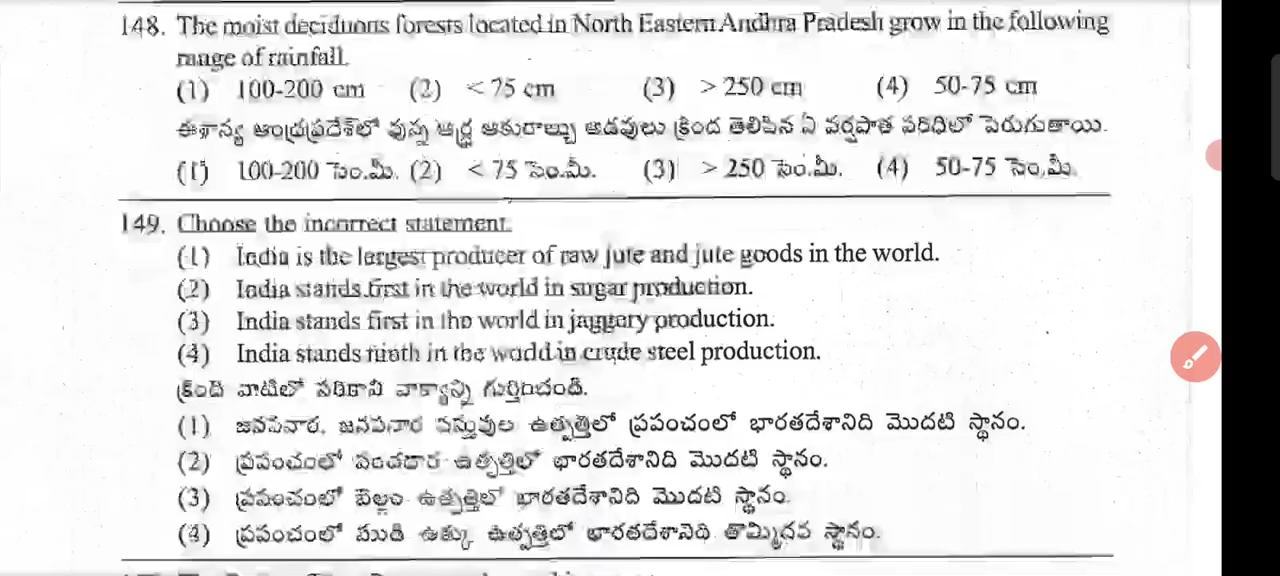 148. The moist deciduous forests located in North Eastern Andhra Pradesh grow in the following
range of rainfall.
(1) 100-200 cm (2) < 75 cm (3) > 250 cm (4) 50-75 cm
ఈశాన్య ఆంధ్రప్రదేశ్‌లో వున్న ఆర్ద్ర ఆకురాల్చు అడవులు క్రింద తెలిపిన ఏ వర్షపాత పరిధిలో పెరుగుతాయి.
(1) 100-200 సెం.మీ. (2) < 75 సెం.మీ. (3) > 250 సెం.మీ. (4) 50-75 సెం.మీ.
149. Choose the incorrect statement.
(1) India is the largest producer of raw jute and jute goods in the world.
(2) India stands first in the world in sugar production.
(3) India stands first in the world in jaggery production.
(4) India stands ninth in the world in crude steel production.
క్రింది వాటిలో సరికాని వాక్యాన్ని గుర్తించండి.
(1) జనపనార, జనపనార వస్తువుల ఉత్పత్తిలో ప్రపంచంలో భారతదేశానిది మొదటి స్థానం.
(2) ప్రపంచంలో పంచదార ఉత్పత్తిలో భారతదేశానిది మొదటి స్థానం.
(3) ప్రపంచంలో బెల్లం ఉత్పత్తిలో భారతదేశానిది మొదటి స్థానం.
(4) ప్రపంచంలో ముడి ఉక్కు ఉత్పత్తిలో భారతదేశానిది తొమ్మిదవ స్థానం.